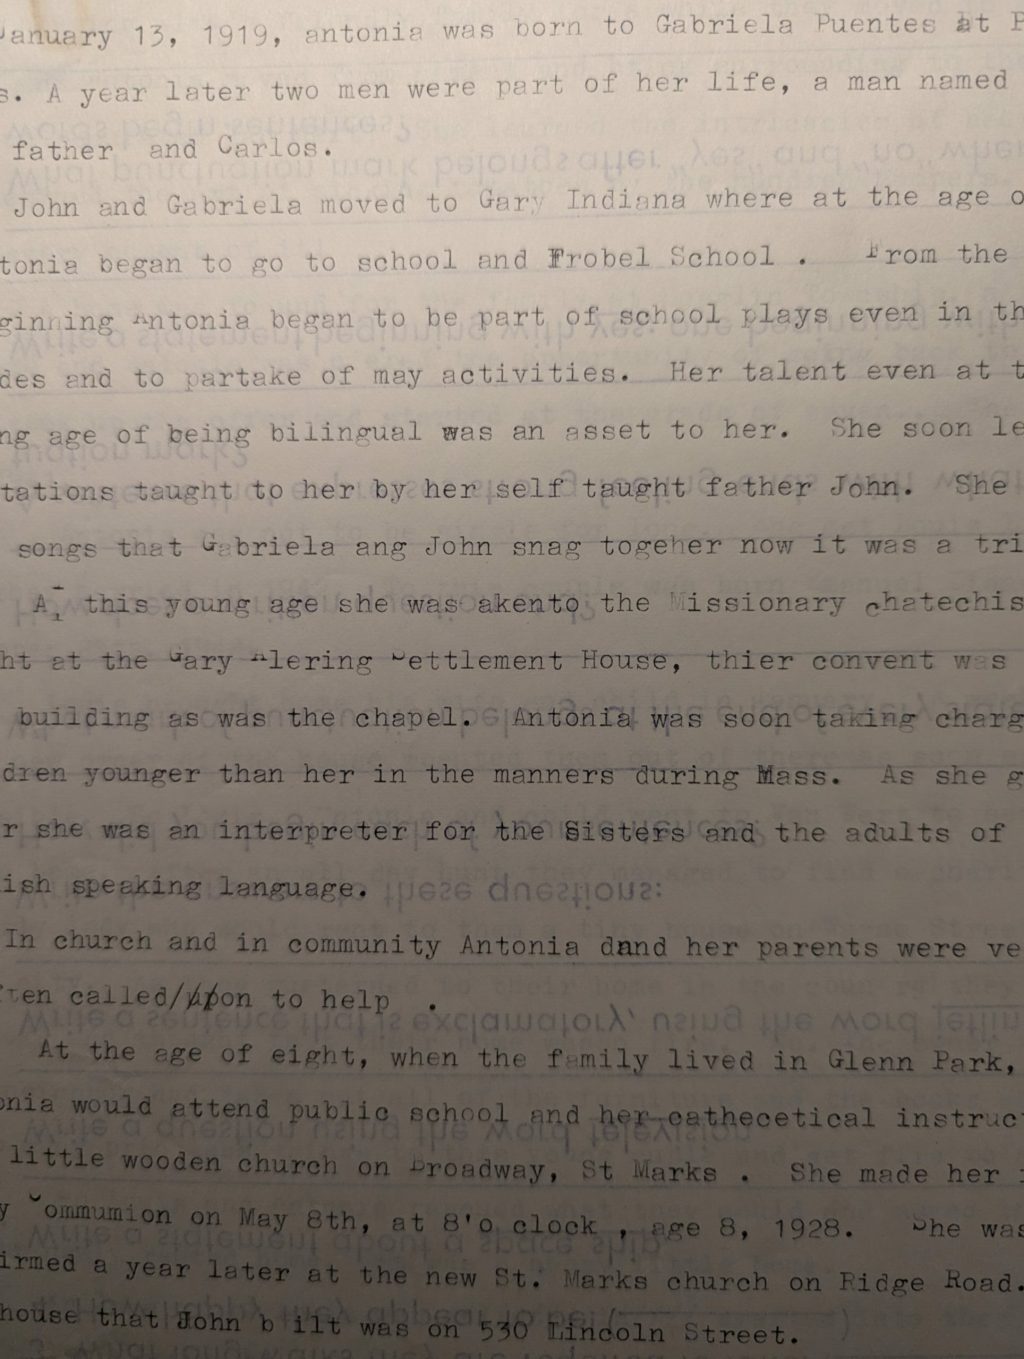 January 13, 1919, antonia was born to Gabriela Puentes at P
s. A year later two men were part of her life, a man named
father and Carlos.
John and Gabriela moved to Gary Indiana where at the age o
tonia began to go to school and Frobel School . From the
ginning Antonia began to be part of school plays even in th
des and to partake of may activities. Her talent even at t
ng age of being bilingual was an asset to her. She soon le
tations taught to her by her self taught father John. She
songs that Gabriela ang John snag togeher now it was a tri
At this young age she was akento the Missionary Chatechis
ht at the Gary Alering Settlement House, thier convent was
building as was the chapel. Antonia was soon taking charg
dren younger than her in the manners during Mass. As she g
r she was an interpreter for the Sisters and the adults of
ish speaking language.
In church and in community Antonia dand her parents were ve
ften called/upon to help .
At the age of eight, when the family lived in Glenn Park,
onia would attend public school and her cathecetical instruct
little wooden church on Broadway, St Marks . She made her
y Commumion on May 8th, at 8'o clock , age 8, 1928. She was
irmed a year later at the new St. Marks church on Ridge Road.
house that John b ilt was on 530 Lincoln Street.